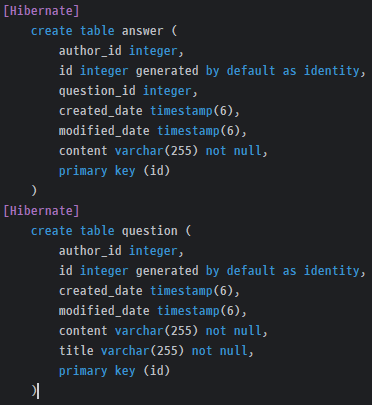 [Hibernate]
    create table answer (
        author_id integer,
        id integer generated by default as identity,
        question_id integer,
        created_date timestamp(6),
        modified_date timestamp(6),
        content varchar(255) not null,
        primary key (id)
    )
[Hibernate]
    create table question (
        author_id integer,
        id integer generated by default as identity,
        created_date timestamp(6),
        modified_date timestamp(6),
        content varchar(255) not null,
        title varchar(255) not null,
        primary key (id)
    )